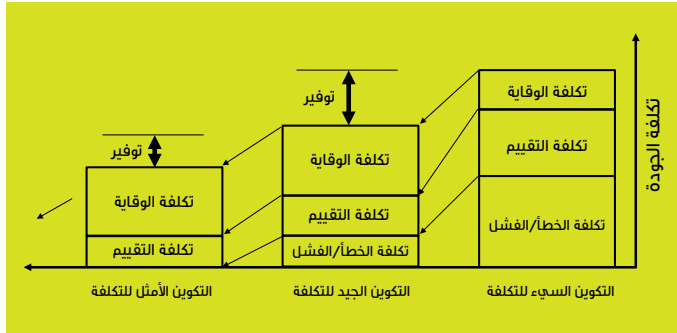 تكلفة الجودة
تكلفة الوقاية
تكلفة التقييم
تكلفة الخطأ/الفشل
التكوين السيء للتكلفة
توفير
تكلفة الوقاية
تكلفة التقييم
تكلفة الخطأ/الفشل
التكوين الجيد للتكلفة
توفير
تكلفة الوقاية
تكلفة التقييم
التكوين الأمثل للتكلفة